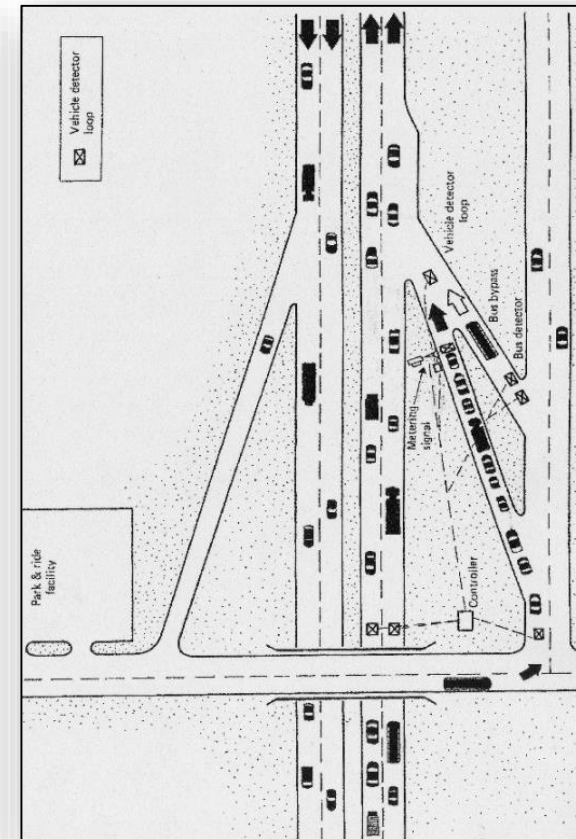 Vehicle detector
loop
Vehicle detector
loop
Bus bypass
Bus detector
Metering
signal
Park & ride
facility
Controller